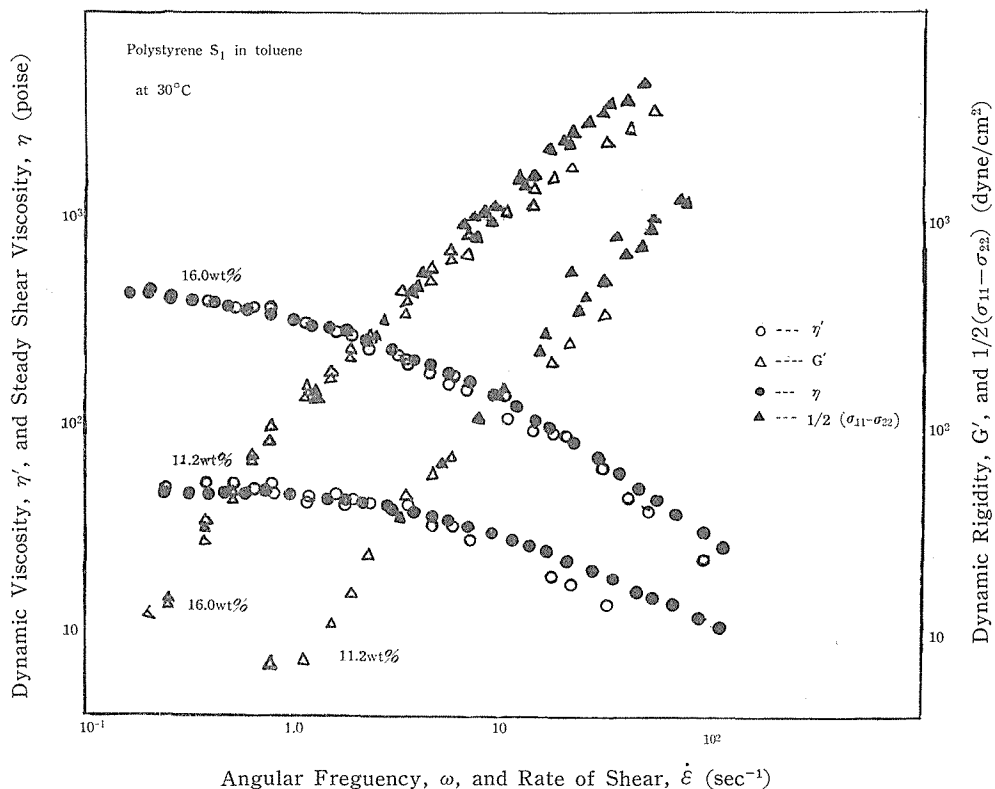 Polystyrene S₁ in toluene
at 30°C
Dynamic Viscosity, η′, and Steady Shear Viscosity, η (poise)
Dynamic Rigidity, G′, and 1/2(σ₁₁−σ₂₂) (dyne/cm²)
10³
10³
16.0wt%
○ --- η′
△ ---- G′
● --- η
▲ --- 1/2 (σ₁₁-σ₂₂)
10²
10²
11.2wt%
16.0wt%
10
10
11.2wt%
10⁻¹
1.0
10
10²
Angular Freguency, ω, and Rate of Shear, ε̇ (sec⁻¹)